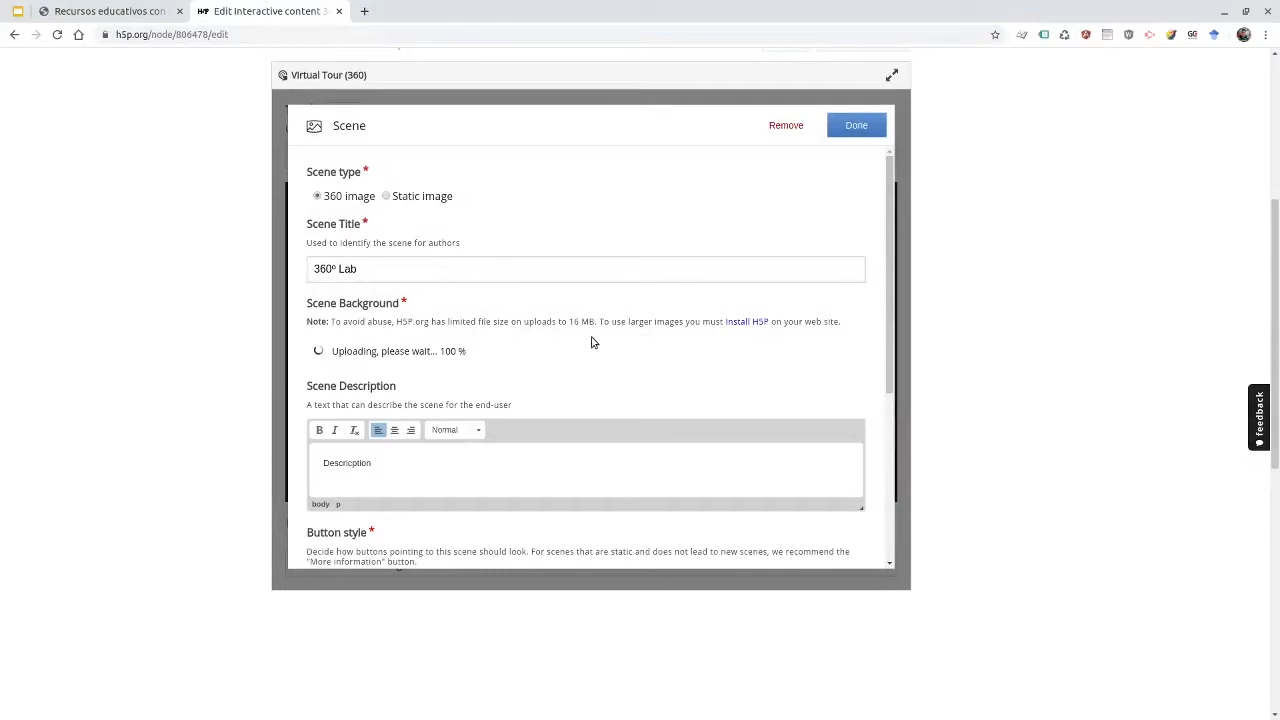 Recursos educativos con
Edit Interactive content 3
h5p.org/node/806478/edit
Virtual Tour (360)
Scene
Remove
Done
Scene type *
360 image
Static image
Scene Title *
Used to identify the scene for authors
360º Lab
Scene Background *
Note: To avoid abuse, H5P.org has limited file size on uploads to 16 MB. To use larger images you must Install H5P on your web site.
Uploading, please wait... 100 %
Scene Description
A text that can describe the scene for the end-user
B I Tx Normal
Descricption
body p
Button style *
Decide how buttons pointing to this scene should look. For scenes that are static and does not lead to new scenes, we recommend the
"More information" button.
feedback